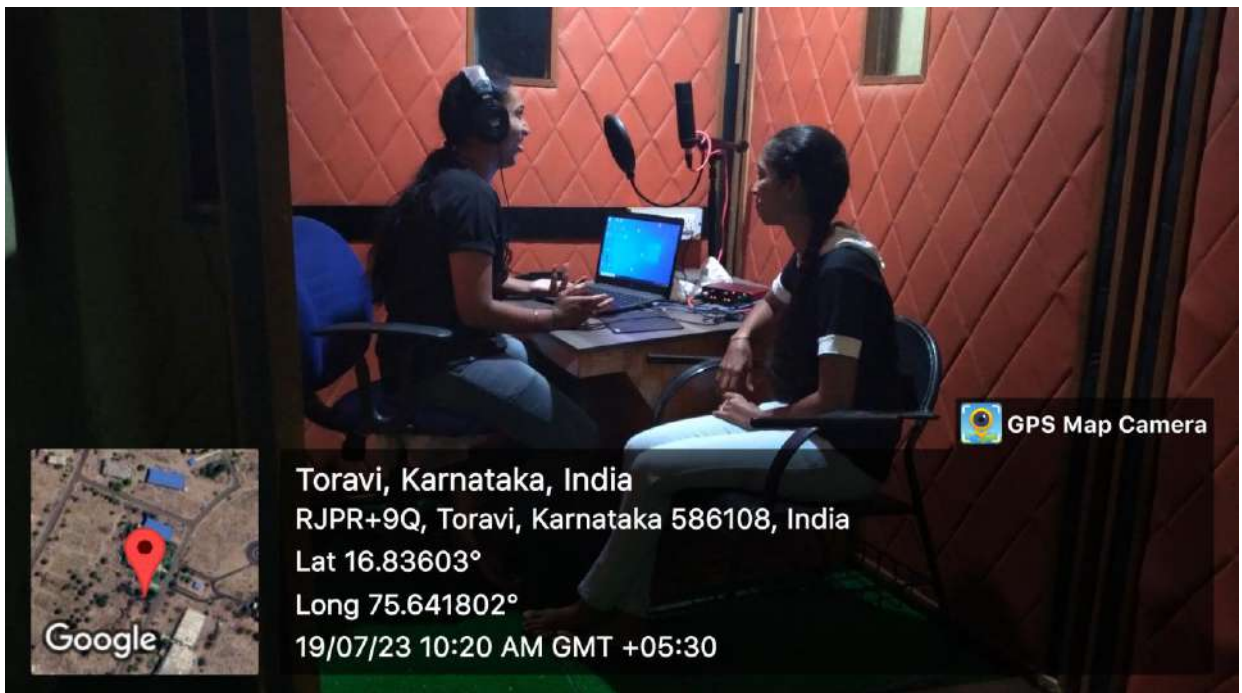 GPS Map Camera
Toravi, Karnataka, India
RJPR+9Q, Toravi, Karnataka 586108, India
Lat 16.83603°
Long 75.641802°
19/07/23 10:20 AM GMT +05:30
Google